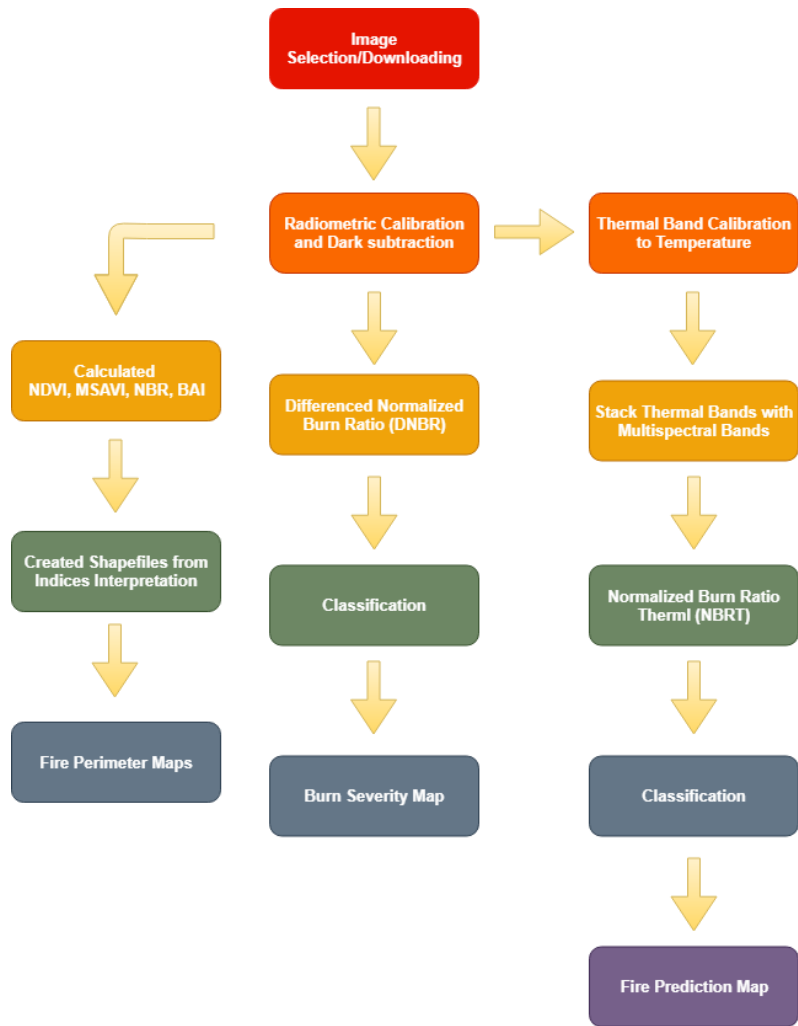 Image
Selection/Downloading
Radiometric Calibration
and Dark subtraction
Thermal Band Calibration
to Temperature
Calculated
NDVI, MSAVI, NBR, BAI
Differenced Normalized
Burn Ratio (DNBR)
Stack Thermal Bands with
Multispectral Bands
Created Shapefiles from
Indices Interpretation
Classification
Normalized Burn Ratio
Therml (NBRT)
Fire Perimeter Maps
Burn Severity Map
Classification
Fire Prediction Map